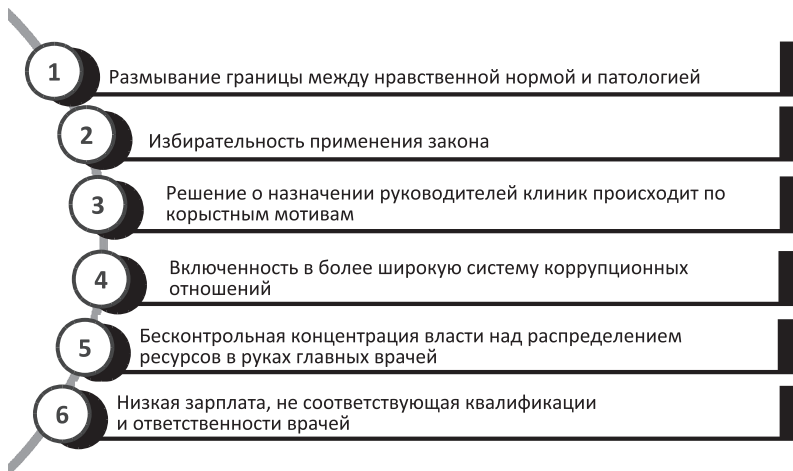 1
Размывание границы между нравственной нормой и патологией
2
Избирательность применения закона
3
Решение о назначении руководителей клиник происходит по
корыстным мотивам
4
Включенность в более широкую систему коррупционных
отношений
5
Бесконтрольная концентрация власти над распределением
ресурсов в руках главных врачей
6
Низкая зарплата, не соответствующая квалификации
и ответственности врачей